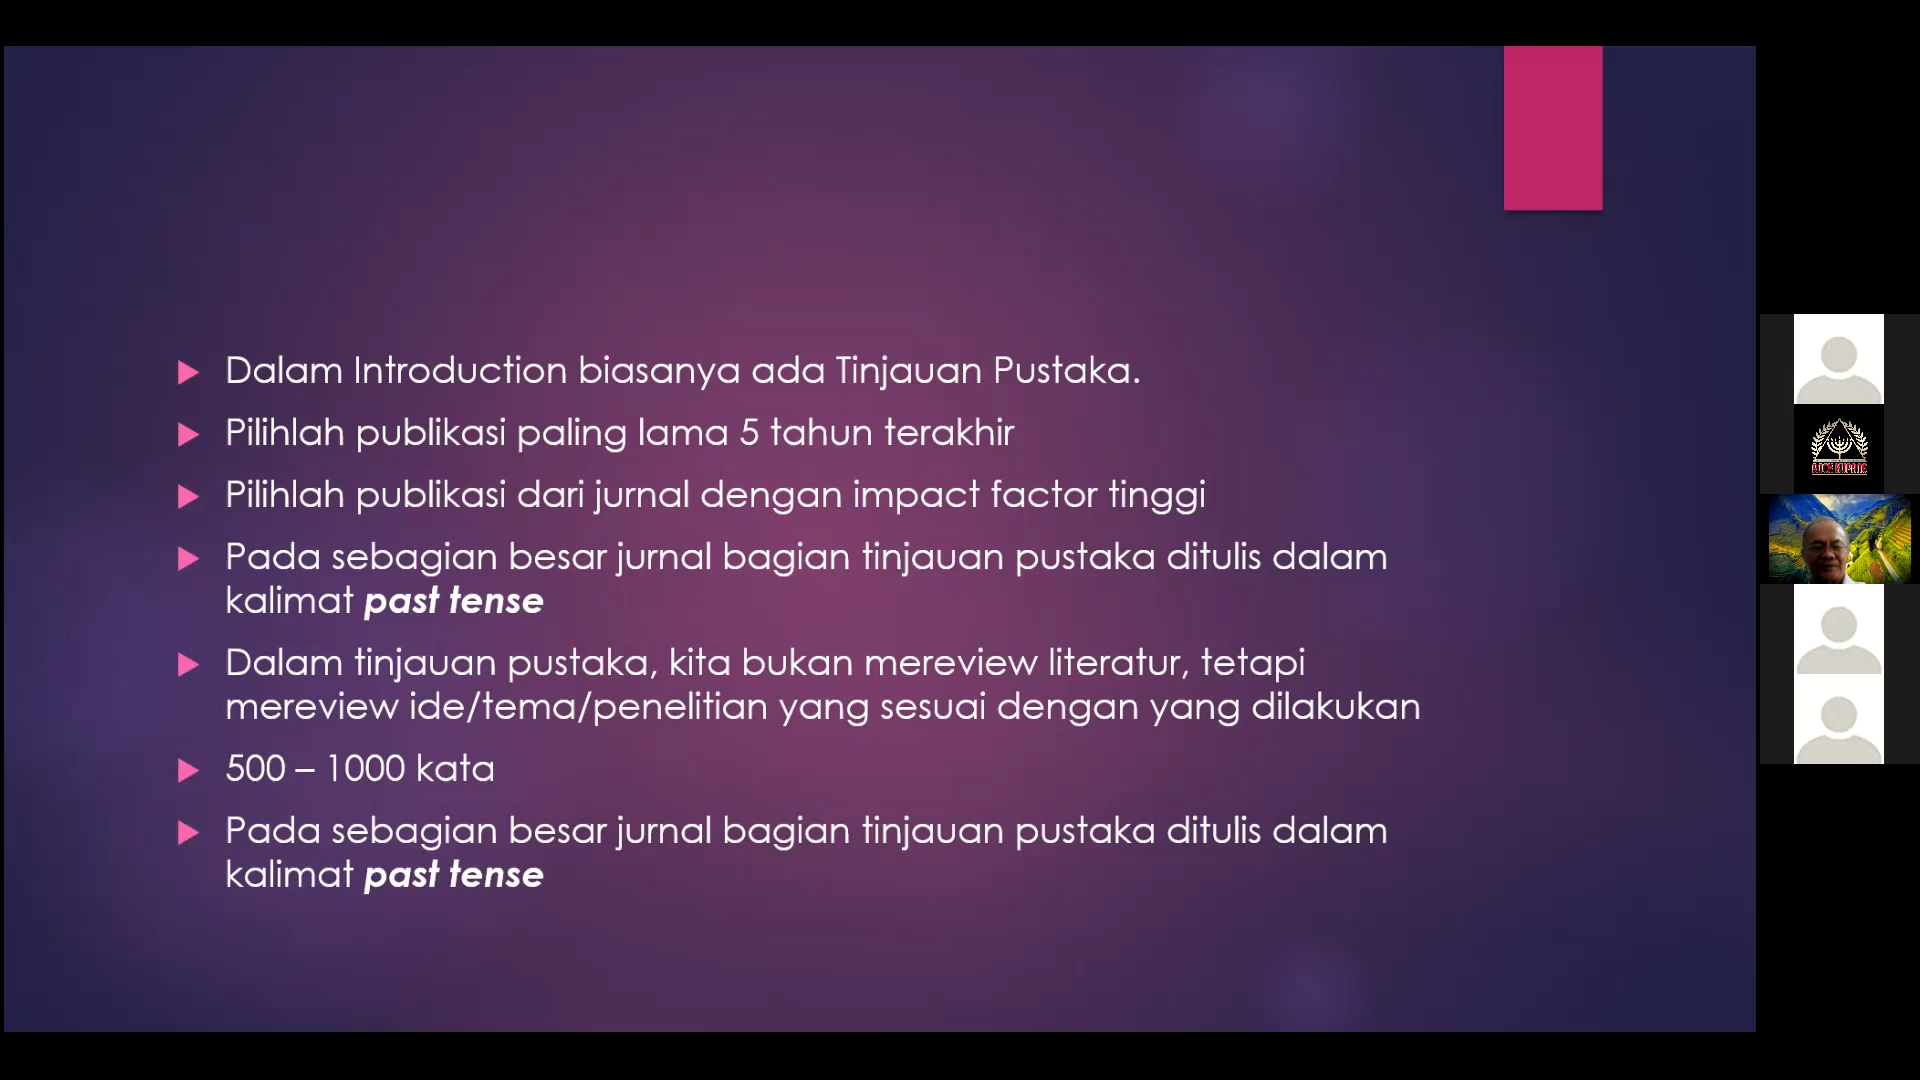 Dalam Introduction biasanya ada Tinjauan Pustaka.
Pilihlah publikasi paling lama 5 tahun terakhir
Pilihlah publikasi dari jurnal dengan impact factor tinggi
Pada sebagian besar jurnal bagian tinjauan pustaka ditulis dalam
kalimat past tense
Dalam tinjauan pustaka, kita bukan mereview literatur, tetapi
mereview ide/tema/penelitian yang sesuai dengan yang dilakukan
500 – 1000 kata
Pada sebagian besar jurnal bagian tinjauan pustaka ditulis dalam
kalimat past tense